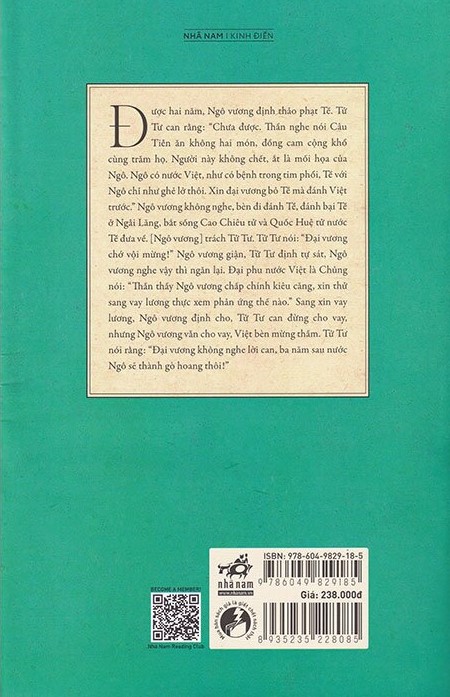 NHÃ NAM | KINH ĐIỂN
Được hai năm, Ngô vương định thảo phạt Tề. Tử
Tư can rằng: "Chưa được. Thần nghe nói Câu
Tiễn ăn không hai món, đồng cam cộng khổ
cùng trăm họ. Người này không chết, ắt là mối họa của
Ngô. Ngô có nước Việt, như có bệnh trong tim phổi, Tề với
Ngô chỉ như ghẻ lở thôi. Xin đại vương bỏ Tề mà đánh Việt
trước." Ngô vương không nghe, bèn đi đánh Tề, đánh bại Tề
ở Ngải Lăng, bắt sống Cao Chiêu tử và Quốc Huệ tử nước
Tề đưa về. [Ngô vương] trách Tử Tư. Tử Tư nói: "Đại vương
chớ vội mừng!" Ngô vương giận, Tử Tư định tự sát, Ngô
vương nghe vậy thì ngăn lại. Đại phu nước Việt là Chủng
nói: "Thần thấy Ngô vương chấp chính kiêu căng, xin thử
sang vay lương thực xem phản ứng thế nào." Sang xin vay
lương, Ngô vương định cho, Tử Tư can đừng cho vay,
nhưng Ngô vương vẫn cho vay, Việt bèn mừng thầm. Tử Tư
nói rằng: "Đại vương không nghe lời can, ba năm sau nước
Ngô sẽ thành gò hoang thôi!"
BECOME A MEMBER!
Nha Nam Reading Club
nhã nam
www.nhanam.vn
Mua bán sách giả là giết chết sách thật
ISBN: 978-604-9829-18-5
9 786049 829185
Giá: 238.000đ
8 935235 228085